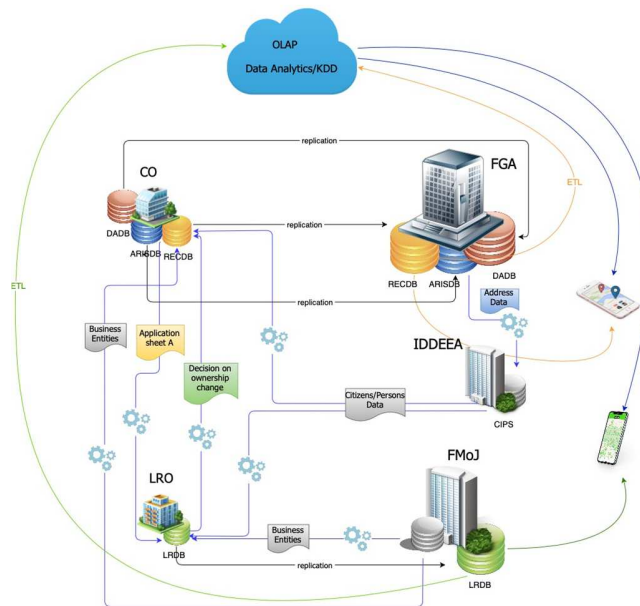 OLAP
Data Analytics/KDD
replication
CO
FGA
DADB
ARISDB
RECDB
replication
ETL
RECDB
ARISDB
DADB
replication
ETL
Address
Data
Business
Entities
Application
sheet A
Decision on
ownership
change
IDDEEA
Citizens/Persons
Data
CIPS
FMoJ
LRO
Business
Entities
LRDB
replication
LRDB